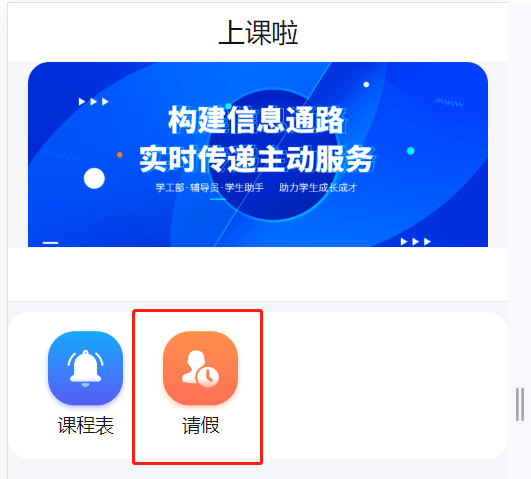 上课啦
构建信息通路
实时传递主动服务
学工部·辅导员·学生助手 助力学生成长成才
课程表 请假